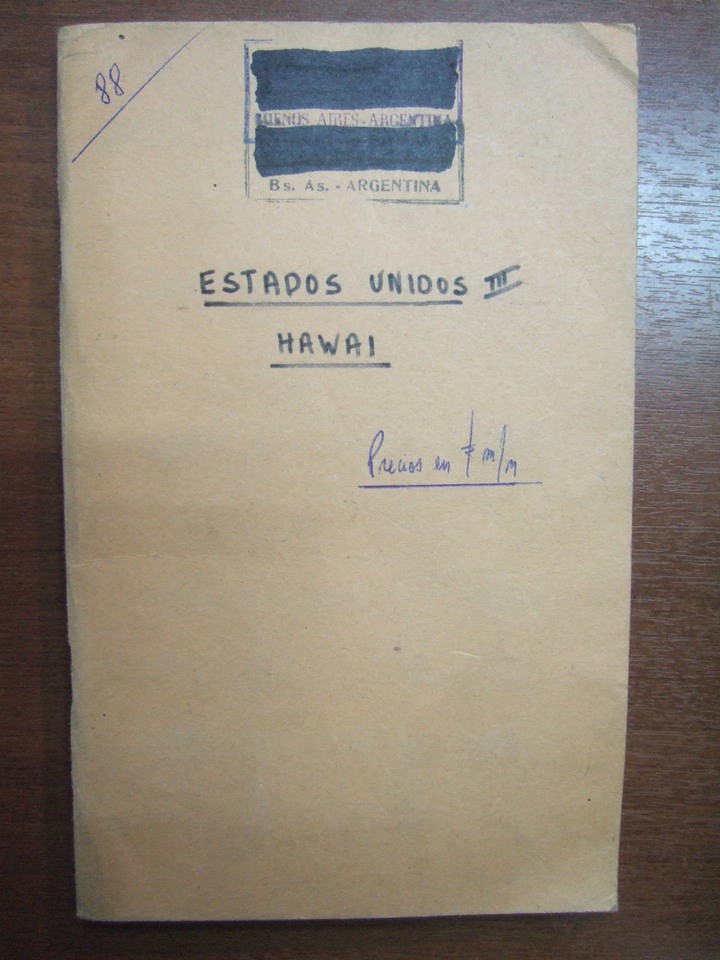 88
BUENOS AIRES-ARGENTINA
Bs. As. - ARGENTINA
ESTADOS UNIDOS III
HAWAI
Precios en $ m/n